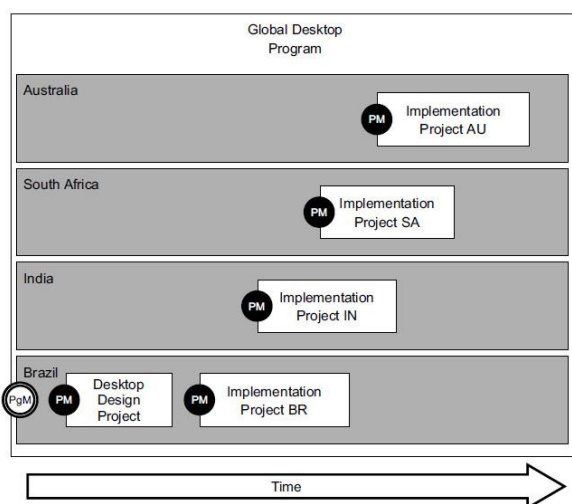 Global Desktop
Program
Australia
PM
Implementation
Project AU
South Africa
PM
Implementation
Project SA
India
PM
Implementation
Project IN
Brazil
PgM
PM
Desktop
Design
Project
PM
Implementation
Project BR
Time